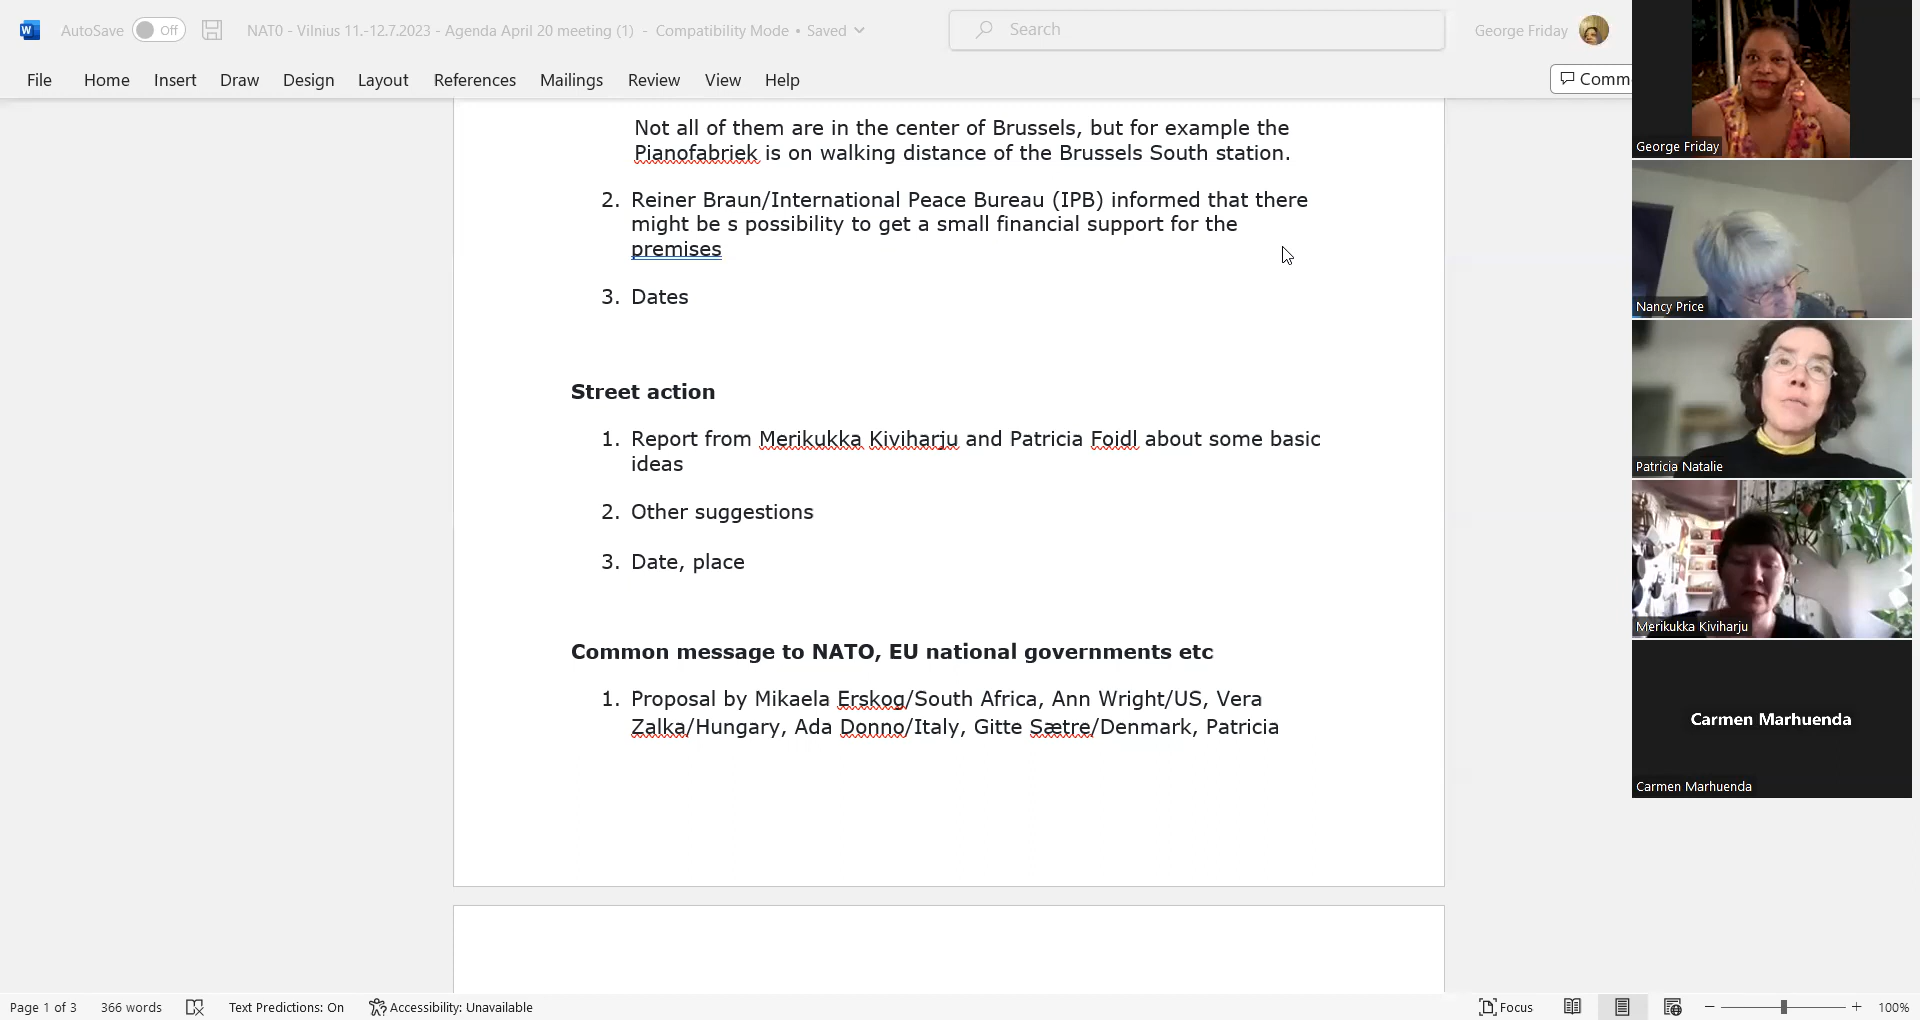 AutoSave Off NAT0 - Vilnius 11.-12.7.2023 - Agenda April 20 meeting (1) - Compatibility Mode • Saved Search George Friday
File Home Insert Draw Design Layout References Mailings Review View Help Comm
Not all of them are in the center of Brussels, but for example the
Pianofabriek is on walking distance of the Brussels South station.
2. Reiner Braun/International Peace Bureau (IPB) informed that there
might be s possibility to get a small financial support for the
premises
3. Dates
Street action
1. Report from Merikukka Kiviharju and Patricia Foidl about some basic
ideas
2. Other suggestions
3. Date, place
Common message to NATO, EU national governments etc
1. Proposal by Mikaela Erskog/South Africa, Ann Wright/US, Vera
Zalka/Hungary, Ada Donno/Italy, Gitte Sætre/Denmark, Patricia
George Friday
Nancy Price
Patricia Natalie
Merikukka Kiviharju
Carmen Marhuenda
Carmen Marhuenda
Page 1 of 3 366 words Text Predictions: On Accessibility: Unavailable Focus 100%